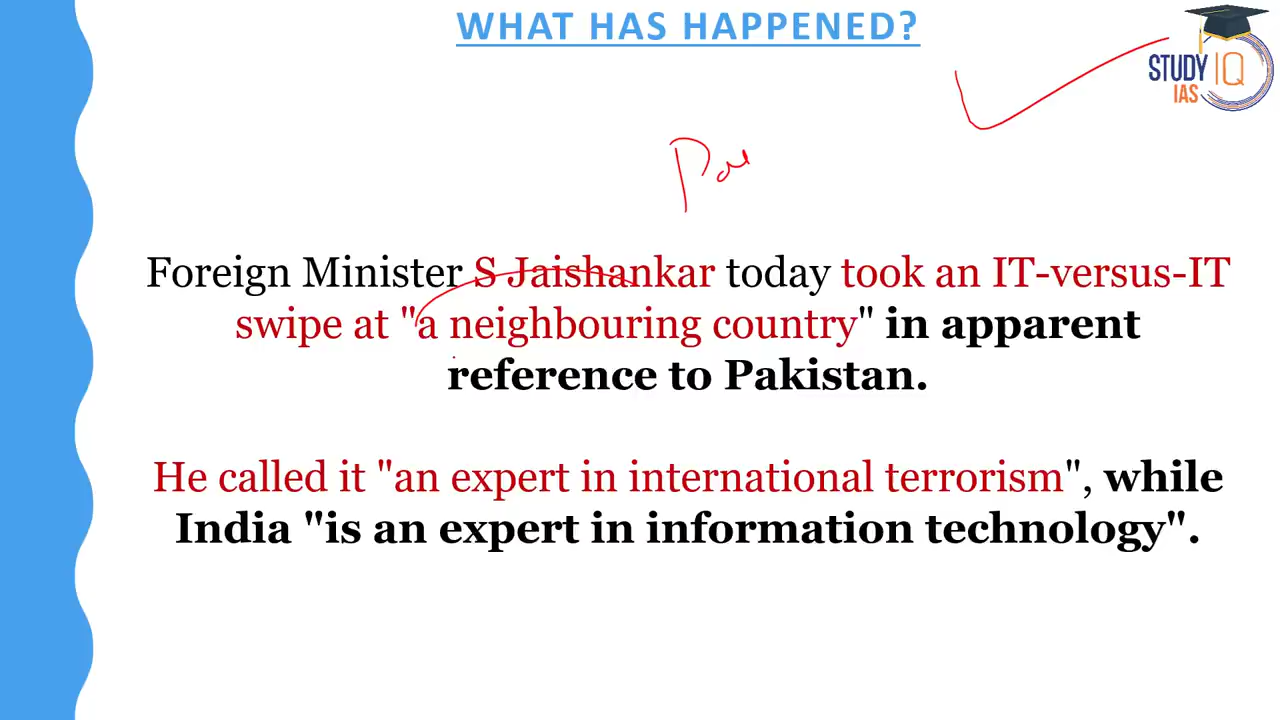 WHAT HAS HAPPENED?
STUDY IQ
IAS
Foreign Minister S Jaishankar today took an IT-versus-IT
swipe at "a neighbouring country" in apparent
reference to Pakistan.
He called it "an expert in international terrorism", while
India "is an expert in information technology".